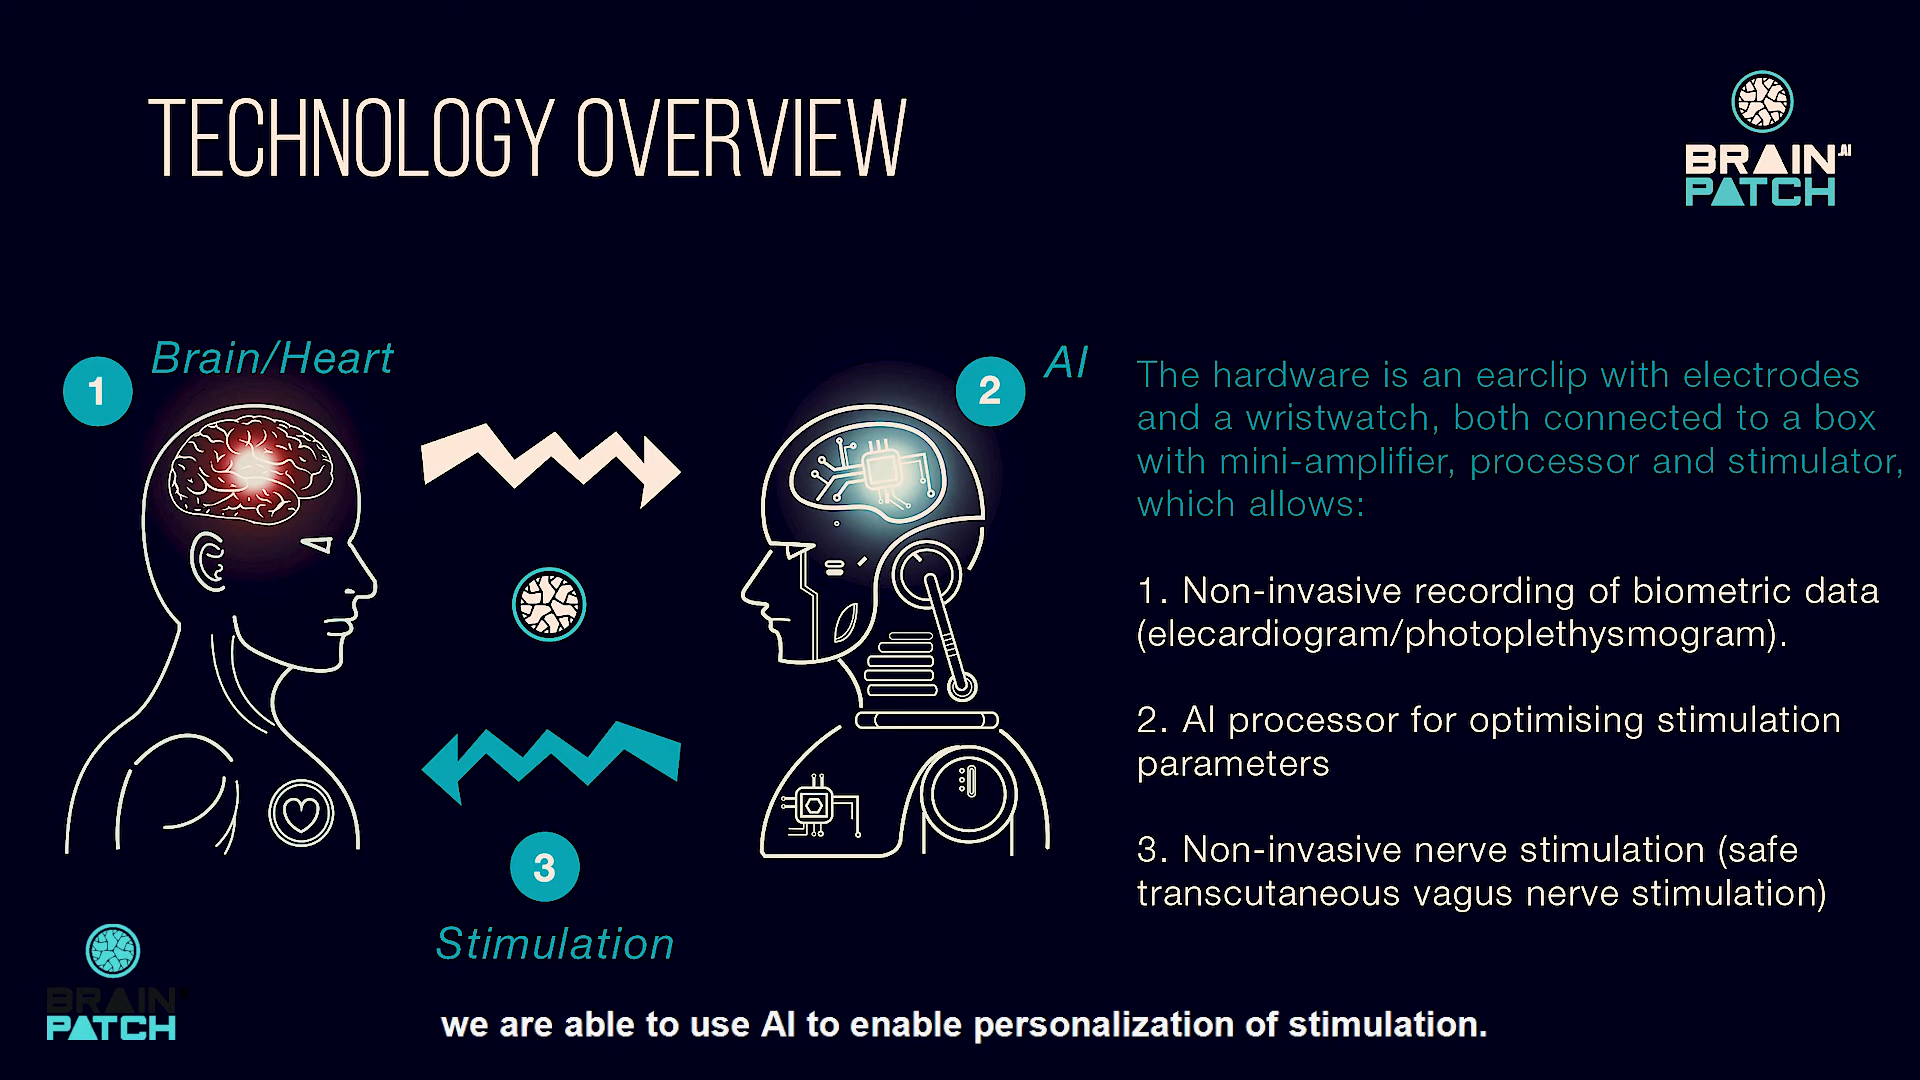 TECHNOLOGY OVERVIEW
BRAIN.AI
PATCH
1
Brain/Heart
2
AI
The hardware is an earclip with electrodes
and a wristwatch, both connected to a box
with mini-amplifier, processor and stimulator,
which allows:
1. Non-invasive recording of biometric data
(elecardiogram/photoplethysmogram).
2. AI processor for optimising stimulation
parameters
3. Non-invasive nerve stimulation (safe
transcutaneous vagus nerve stimulation)
3
Stimulation
BRAIN
PATCH
we are able to use AI to enable personalization of stimulation.